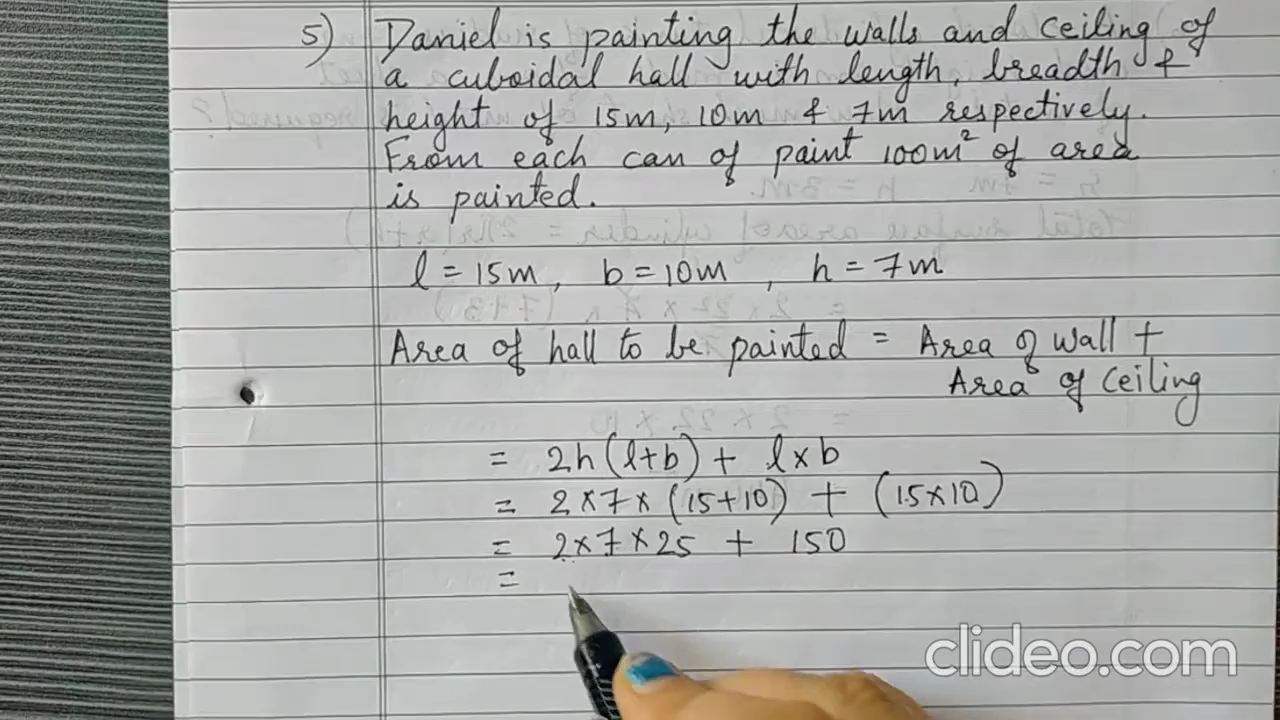 5) Daniel is painting the walls and ceiling of
a cuboidal hall with length, breadth &
height of 15m, 10m & 7m respectively.
From each can of paint 100m² of area
is painted.
l = 15m, b = 10m, h = 7m
Area of hall to be painted = Area of wall +
Area of ceiling
= 2h(l+b) + l×b
= 2×7×(15+10) + (15×10)
= 2×7×25 + 150
=
clideo.com